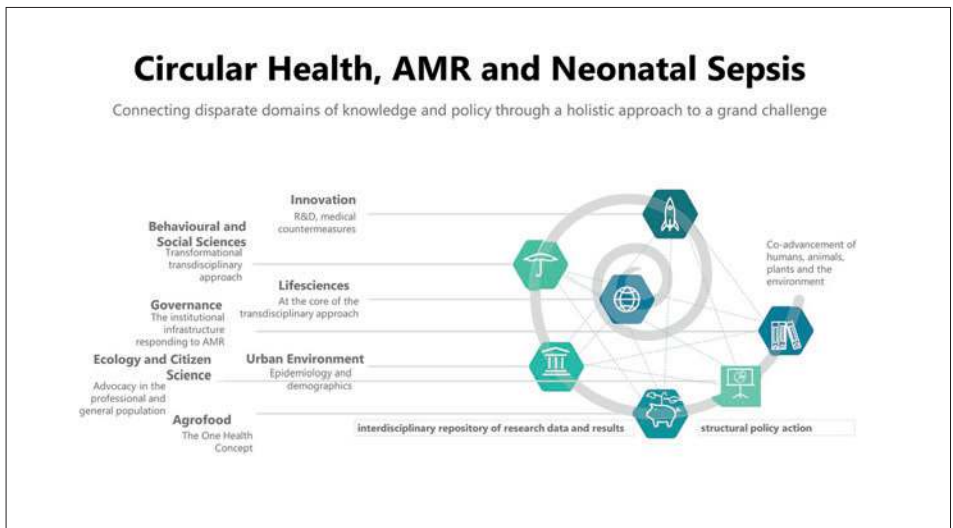 Circular Health, AMR and Neonatal Sepsis
Connecting disparate domains of knowledge and policy through a holistic approach to a grand challenge
Innovation
R&D, medical
countermeasures
Behavioural and
Social Sciences
Transformational
transdisciplinary
approach
Lifesciences
At the core of the
transdisciplinary approach
Governance
The institutional
infrastructure
responding to AMR
Urban Environment
Epidemiology and
demographics
Ecology and Citizen
Science
Advocacy in the
professional and
general population
Agrofood
The One Health
Concept
Co-advancement of
humans, animals,
plants and the
environment
interdisciplinary repository of research data and results
structural policy action